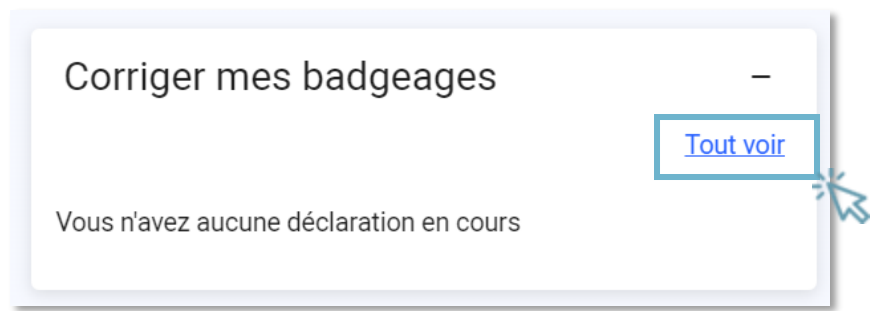 Corriger mes badgeages
Tout voir
Vous n'avez aucune déclaration en cours